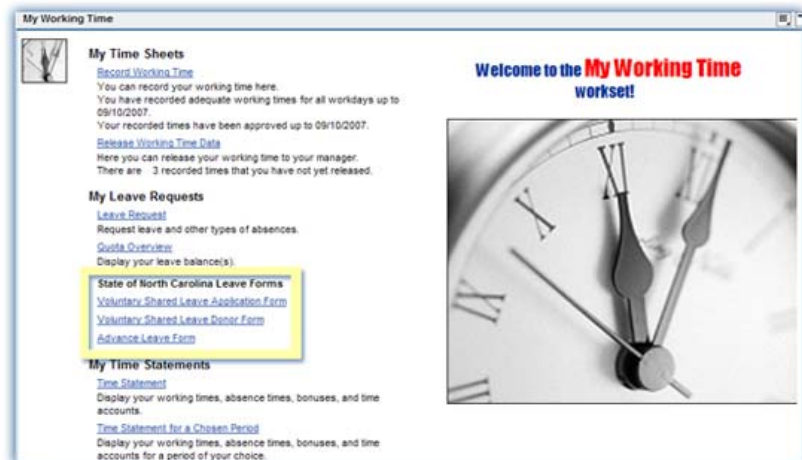 My Working Time
My Time Sheets
Record Working Time
You can record your working time here.
You have recorded adequate working times for all workdays up to
09/10/2007.
Your recorded times have been approved up to 09/10/2007.
Release Working Time Data
Here you can release your working time to your manager.
There are 3 recorded times that you have not yet released.
My Leave Requests
Leave Request
Request leave and other types of absences.
Quota Overview
Display your leave balance(s).
State of North Carolina Leave Forms
Voluntary Shared Leave Application Form
Voluntary Shared Leave Donor Form
Advance Leave Form
My Time Statements
Time Statement
Display your working times, absence times, bonuses, and time
accounts.
Time Statement for a Chosen Period
Display your working times, absence times, bonuses, and time
accounts for a period of your choice.
Welcome to the My Working Time
workset!